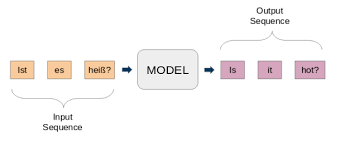 Output
Sequence
Ist es heiß? MODEL Is it hot?
Input
Sequence